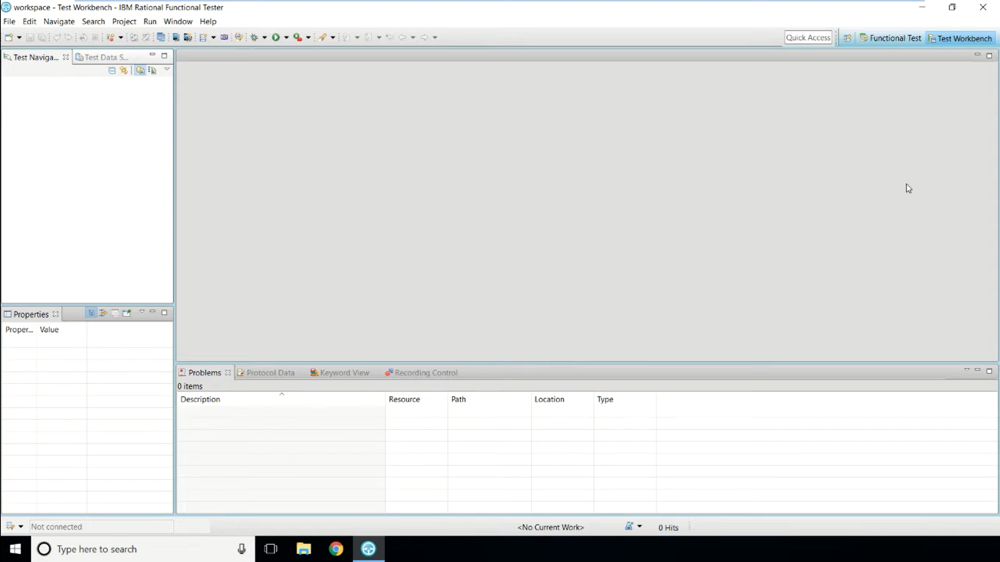 workspace - Test Workbench - IBM Rational Functional Tester
File Edit Navigate Search Project Run Window Help
Quick Access Functional Test Test Workbench
Test Naviga... Test Data S...
Properties
Proper... Value
Problems Protocol Data Keyword View Recording Control
0 items
Description Resource Path Location Type
Not connected <No Current Work> 0 Hits
Type here to search